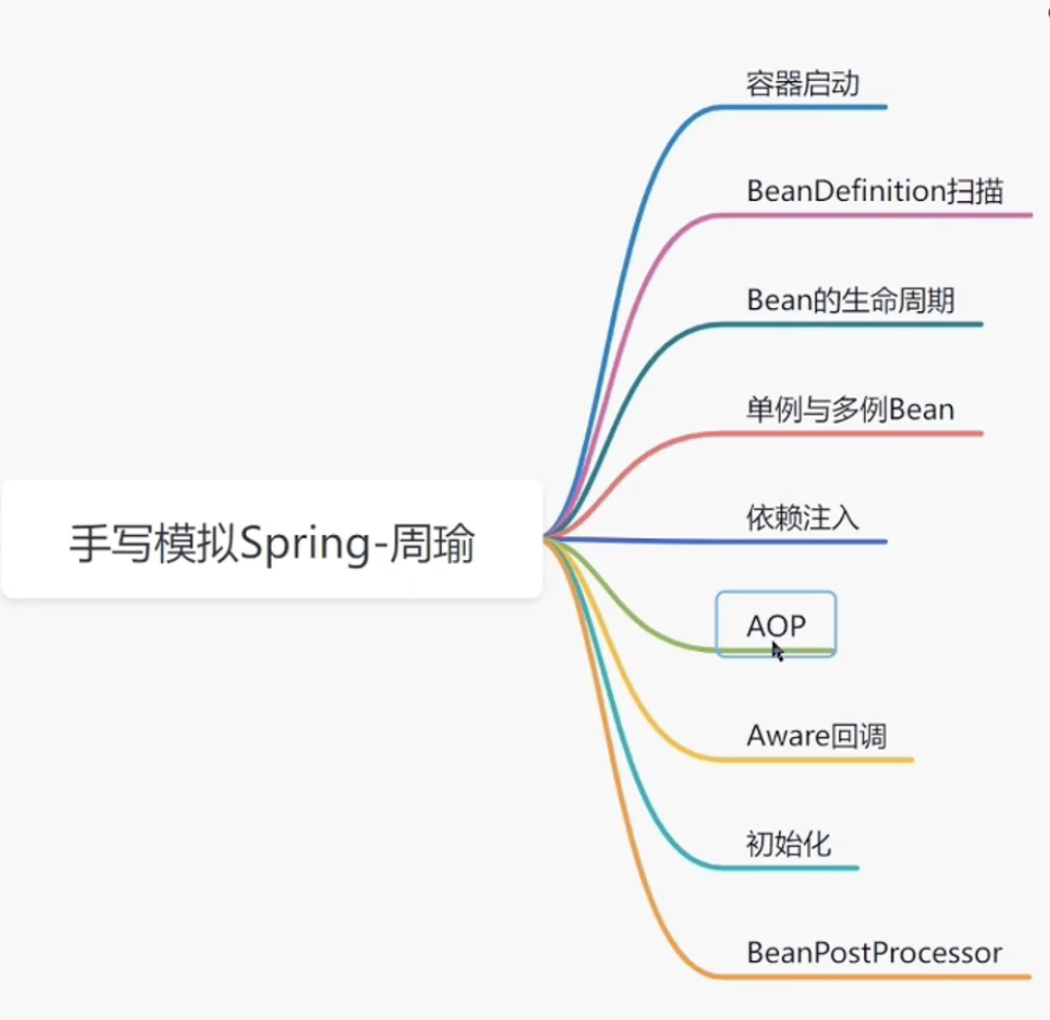 容器启动
BeanDefinition扫描
Bean的生命周期
单例与多例Bean
手写模拟Spring-周瑜
依赖注入
AOP
Aware回调
初始化
BeanPostProcessor